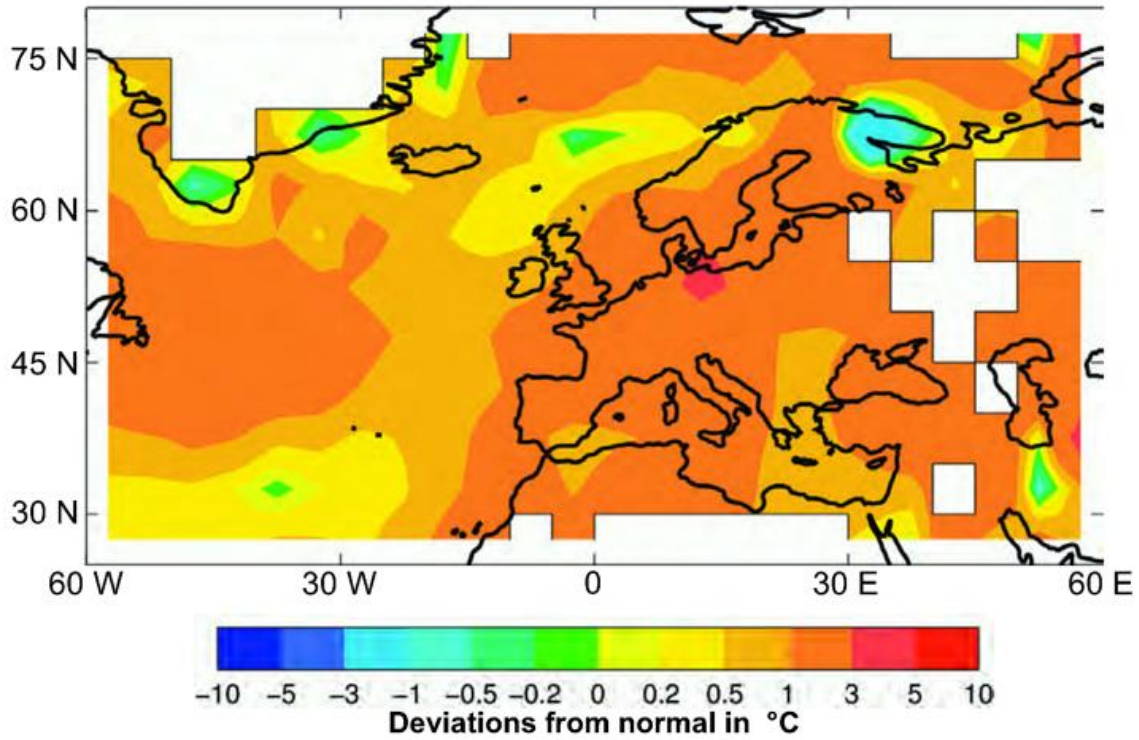 75 N
60 N
45 N
30 N
60 W 30 W 0 30 E 60 E
−10 −5 −3 −1 −0.5 −0.2 0 0.2 0.5 1 3 5 10
Deviations from normal in °C